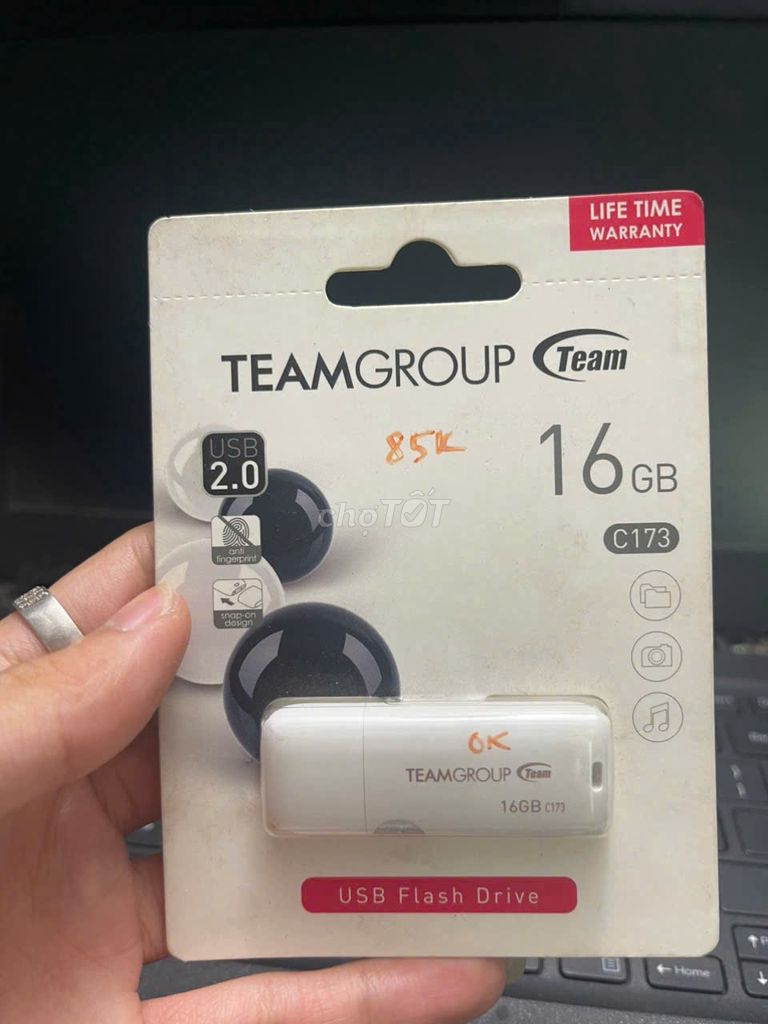 LIFE TIME
WARRANTY
TEAMGROUP Team
85K
16GB
USB
2.0
chợTỐT
C173
anti
fingerprint
snap-on
design
OK
TEAMGROUP Team
16GB C173
USB Flash Drive
Home